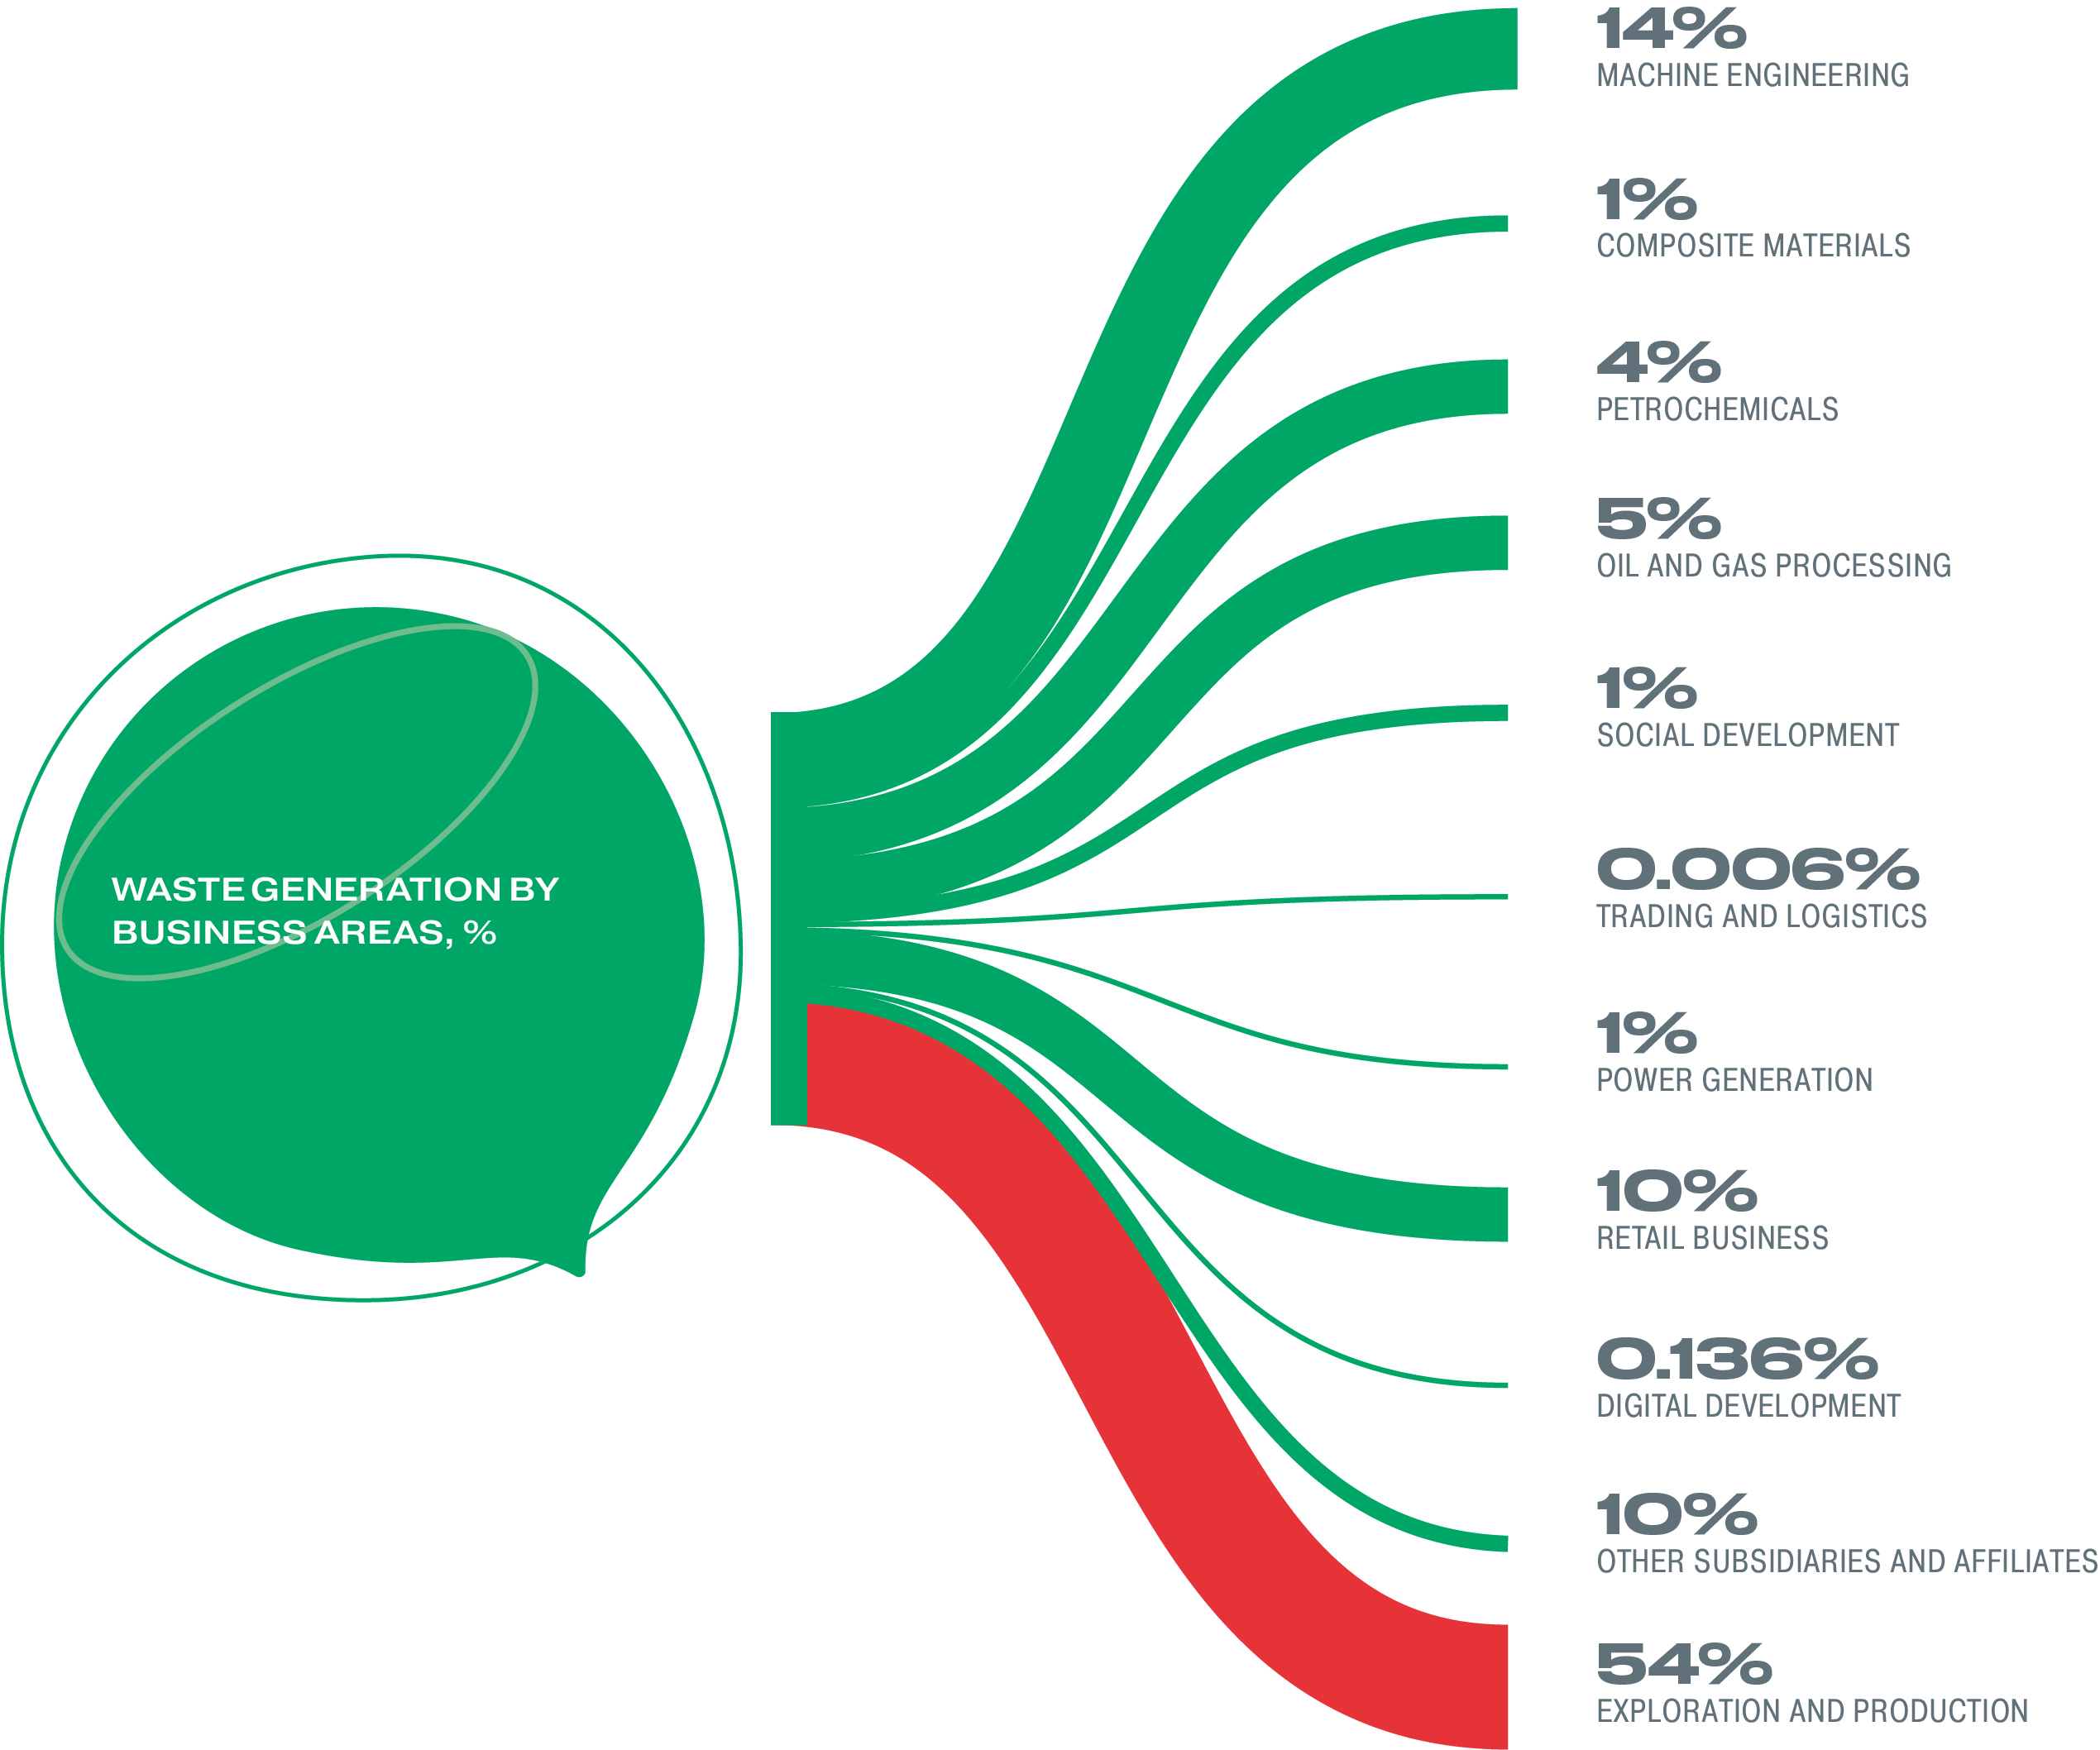 WASTE GENERATION BY
BUSINESS AREAS, %
14%
MACHINE ENGINEERING
1%
COMPOSITE MATERIALS
4%
PETROCHEMICALS
5%
OIL AND GAS PROCESSING
1%
SOCIAL DEVELOPMENT
0.006%
TRADING AND LOGISTICS
1%
POWER GENERATION
10%
RETAIL BUSINESS
0.136%
DIGITAL DEVELOPMENT
10%
OTHER SUBSIDIARIES AND AFFILIATES
54%
EXPLORATION AND PRODUCTION